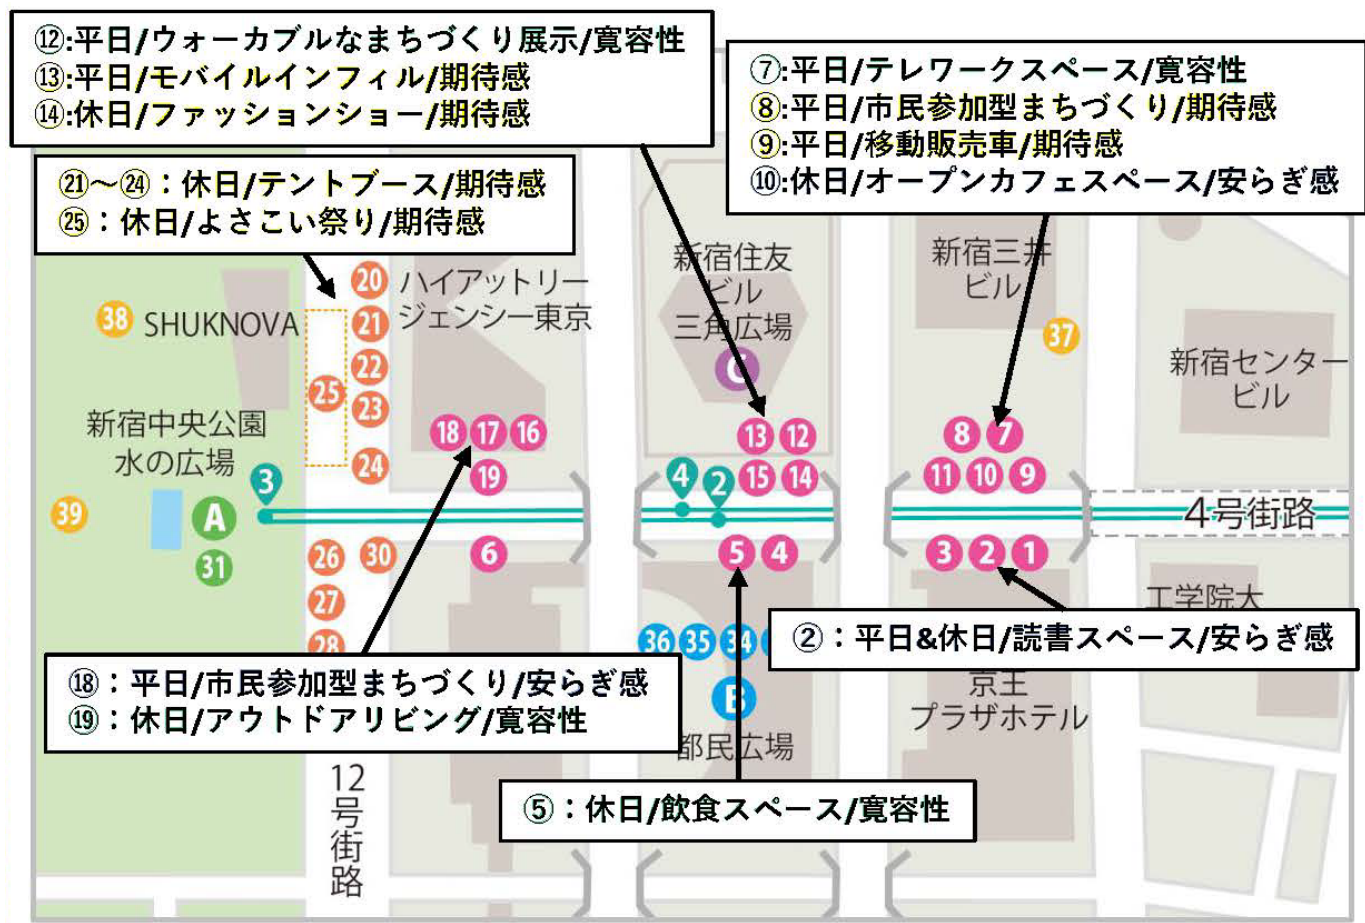 ⑫:平日/ウォーカブルなまちづくり展示/寛容性
⑬:平日/モバイルインフィル/期待感
⑭:休日/ファッションショー/期待感
⑦:平日/テレワークスペース/寛容性
⑧:平日/市民参加型まちづくり/期待感
⑨:平日/移動販売車/期待感
⑩:休日/オープンカフェスペース/安らぎ感
㉑～㉔：休日/テントブース/期待感
㉕：休日/よさこい祭り/期待感
新宿住友
ビル
三角広場
C
新宿三井
ビル
37
新宿センター
ビル
38 SHUKNOVA
20
ハイアットリー
ジェンシー東京
21
22
23
24
25
新宿中央公園
水の広場
18 17 16
19
13 12
15 14
8 7
11 10 9
39
A
31
3
4
2
4号街路
26
30
27
28
6
5 4
3 2 1
工学院大
②：平日&休日/読書スペース/安らぎ感
36 35 34
B
都民広場
京王
プラザホテル
⑱：平日/市民参加型まちづくり/安らぎ感
⑲：休日/アウトドアリビング/寛容性
⑤：休日/飲食スペース/寛容性
12号街路